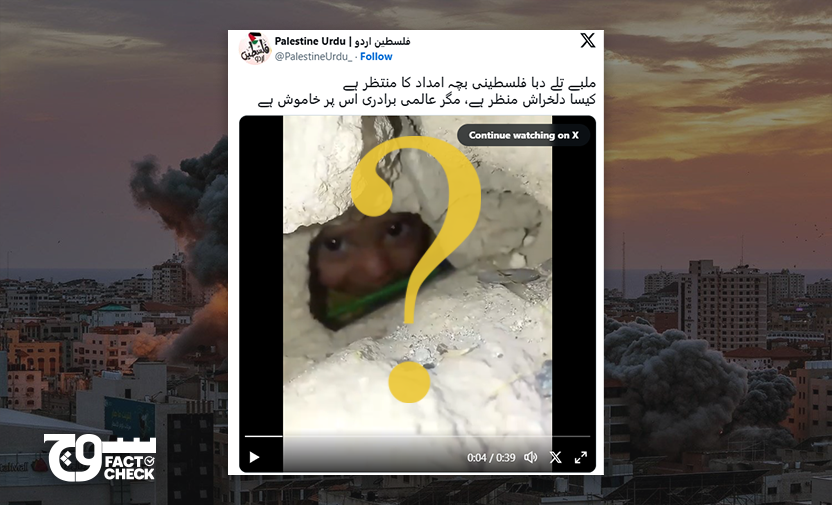 Palestine Urdu | فلسطین اردو
@PalestineUrdu_ · Follow
ملبے تلے دبا فلسطینی بچہ امداد کا منتظر ہے
کیسا دلخراش منظر ہے، مگر عالمی برادری اس پر خاموش ہے
Continue watching on X
?
0:04 / 0:39
سچ
FACT
CHECK